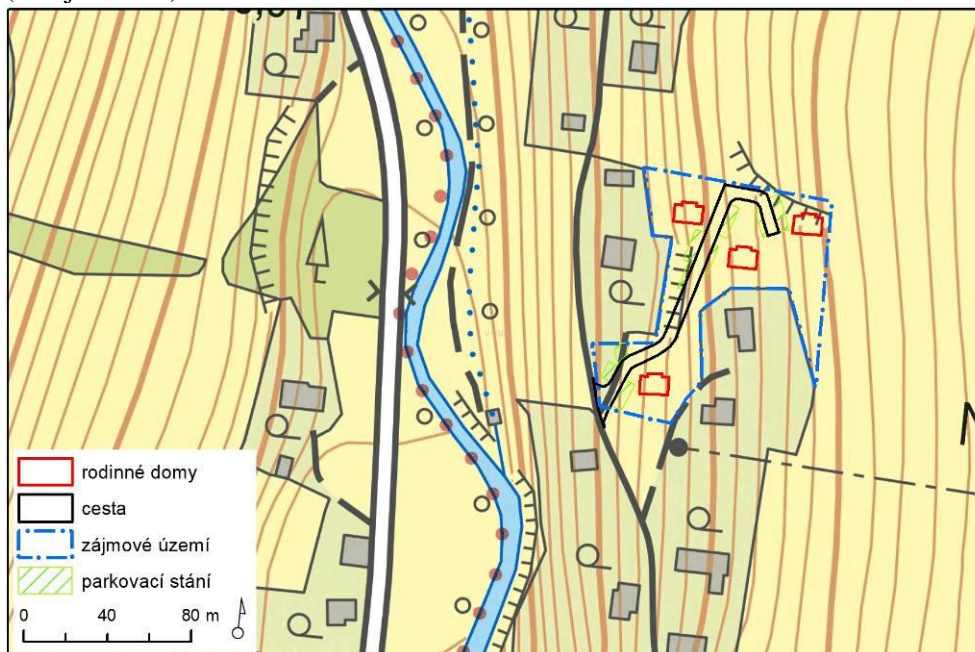 rodinné domy
cesta
zájmové území
parkovací stání
0 40 80 m